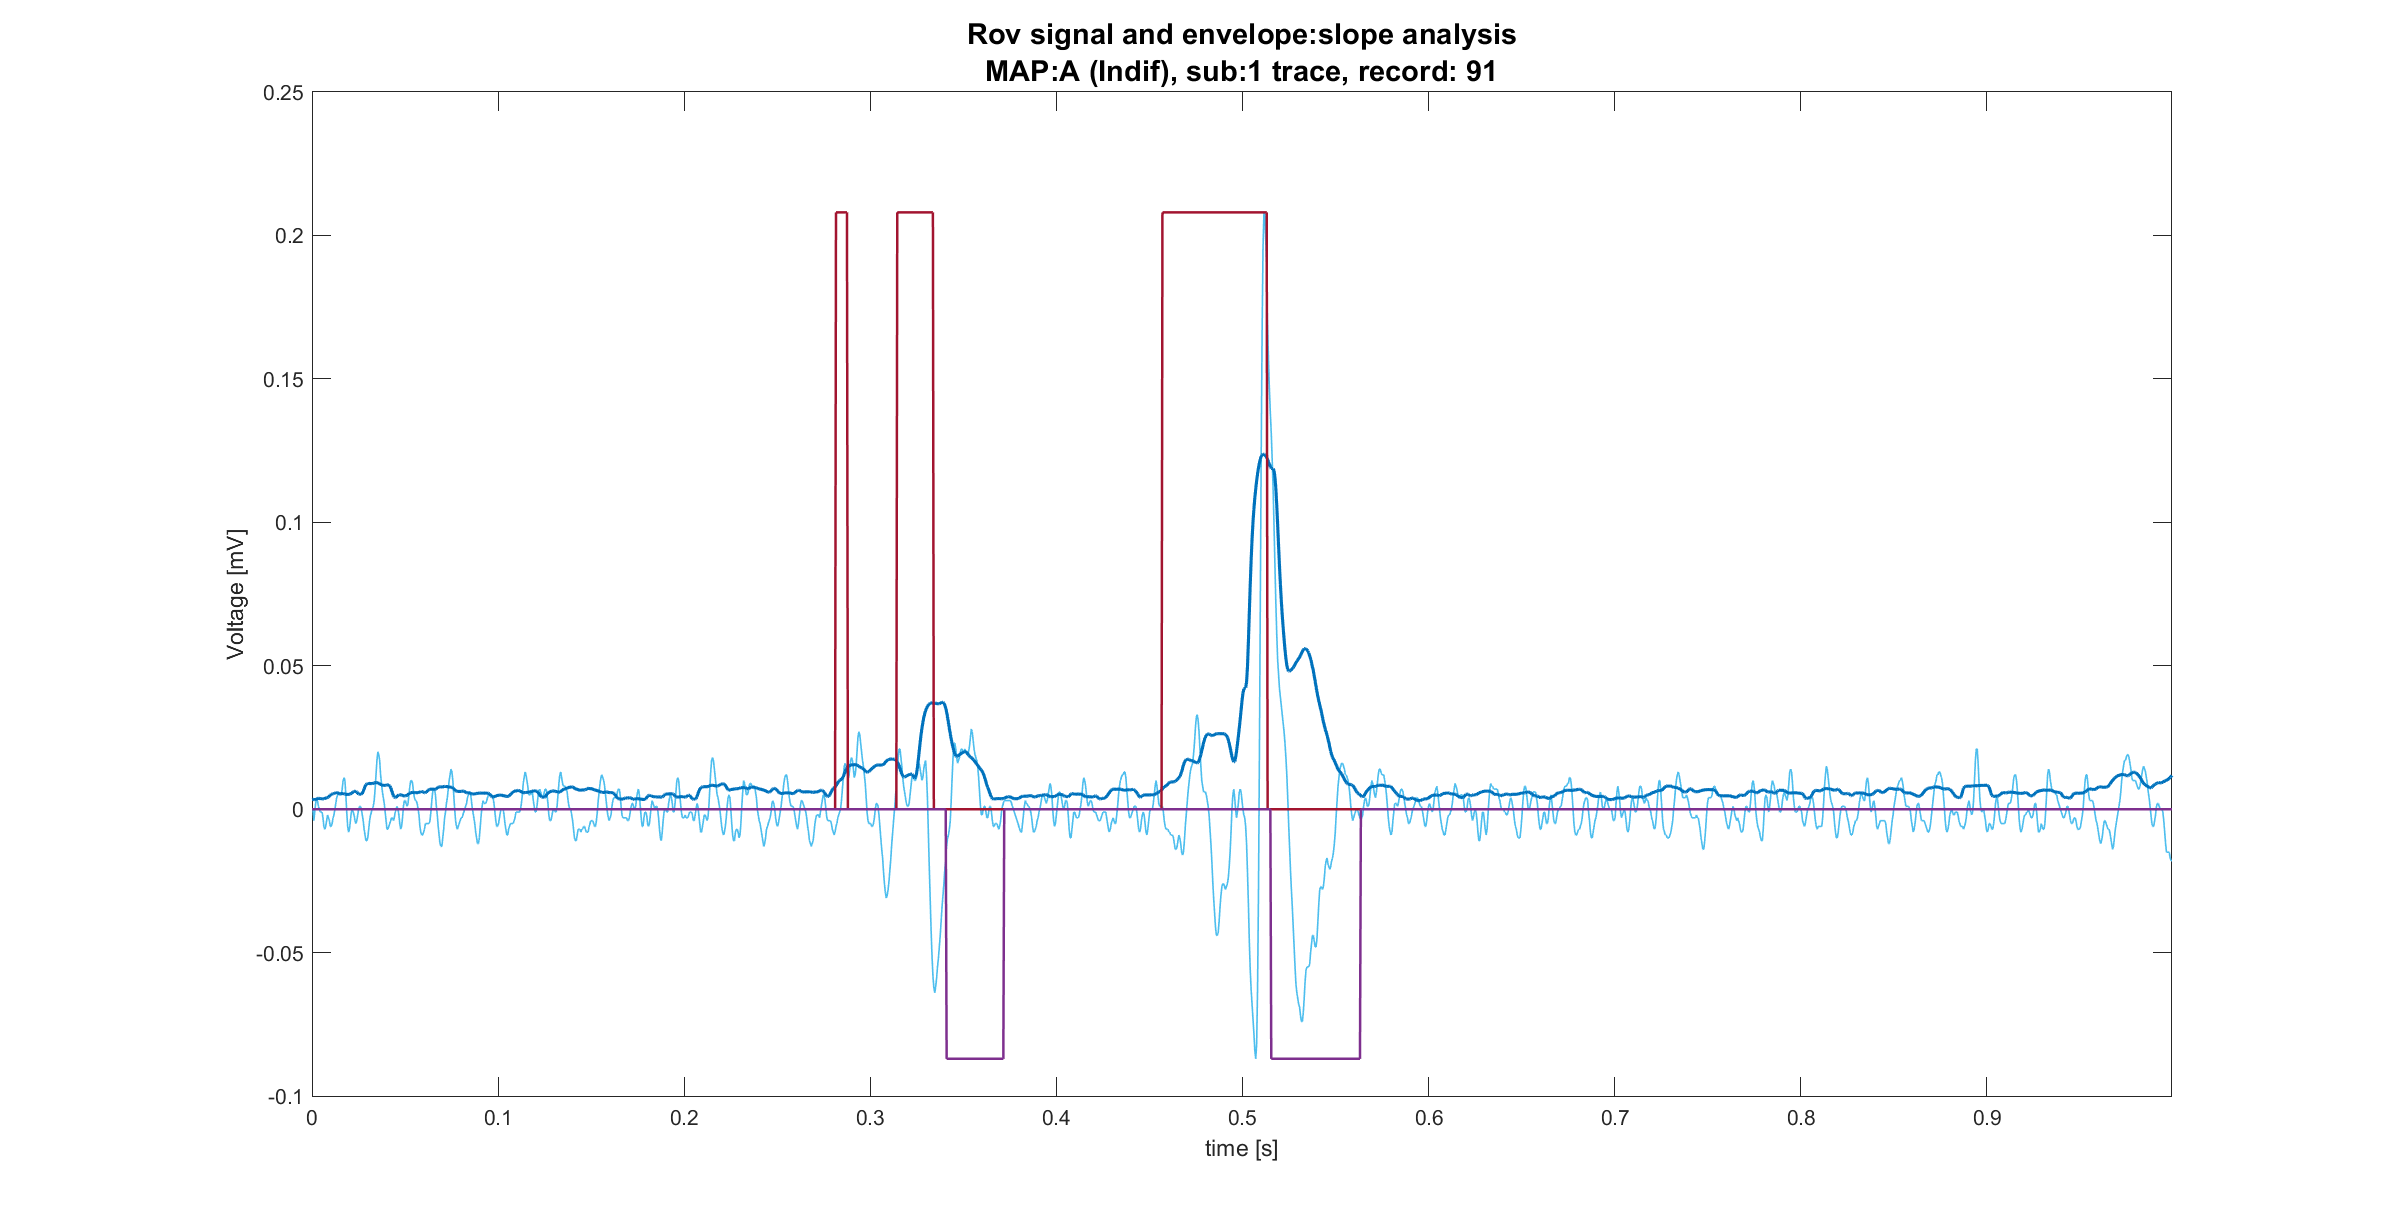 Rov signal and envelope:slope analysis
MAP:A (Indif), sub:1 trace, record: 91
0.25
0.2
0.15
0.1
0.05
0
-0.05
-0.1
Voltage [mV]
0 0.1 0.2 0.3 0.4 0.5 0.6 0.7 0.8 0.9
time [s]